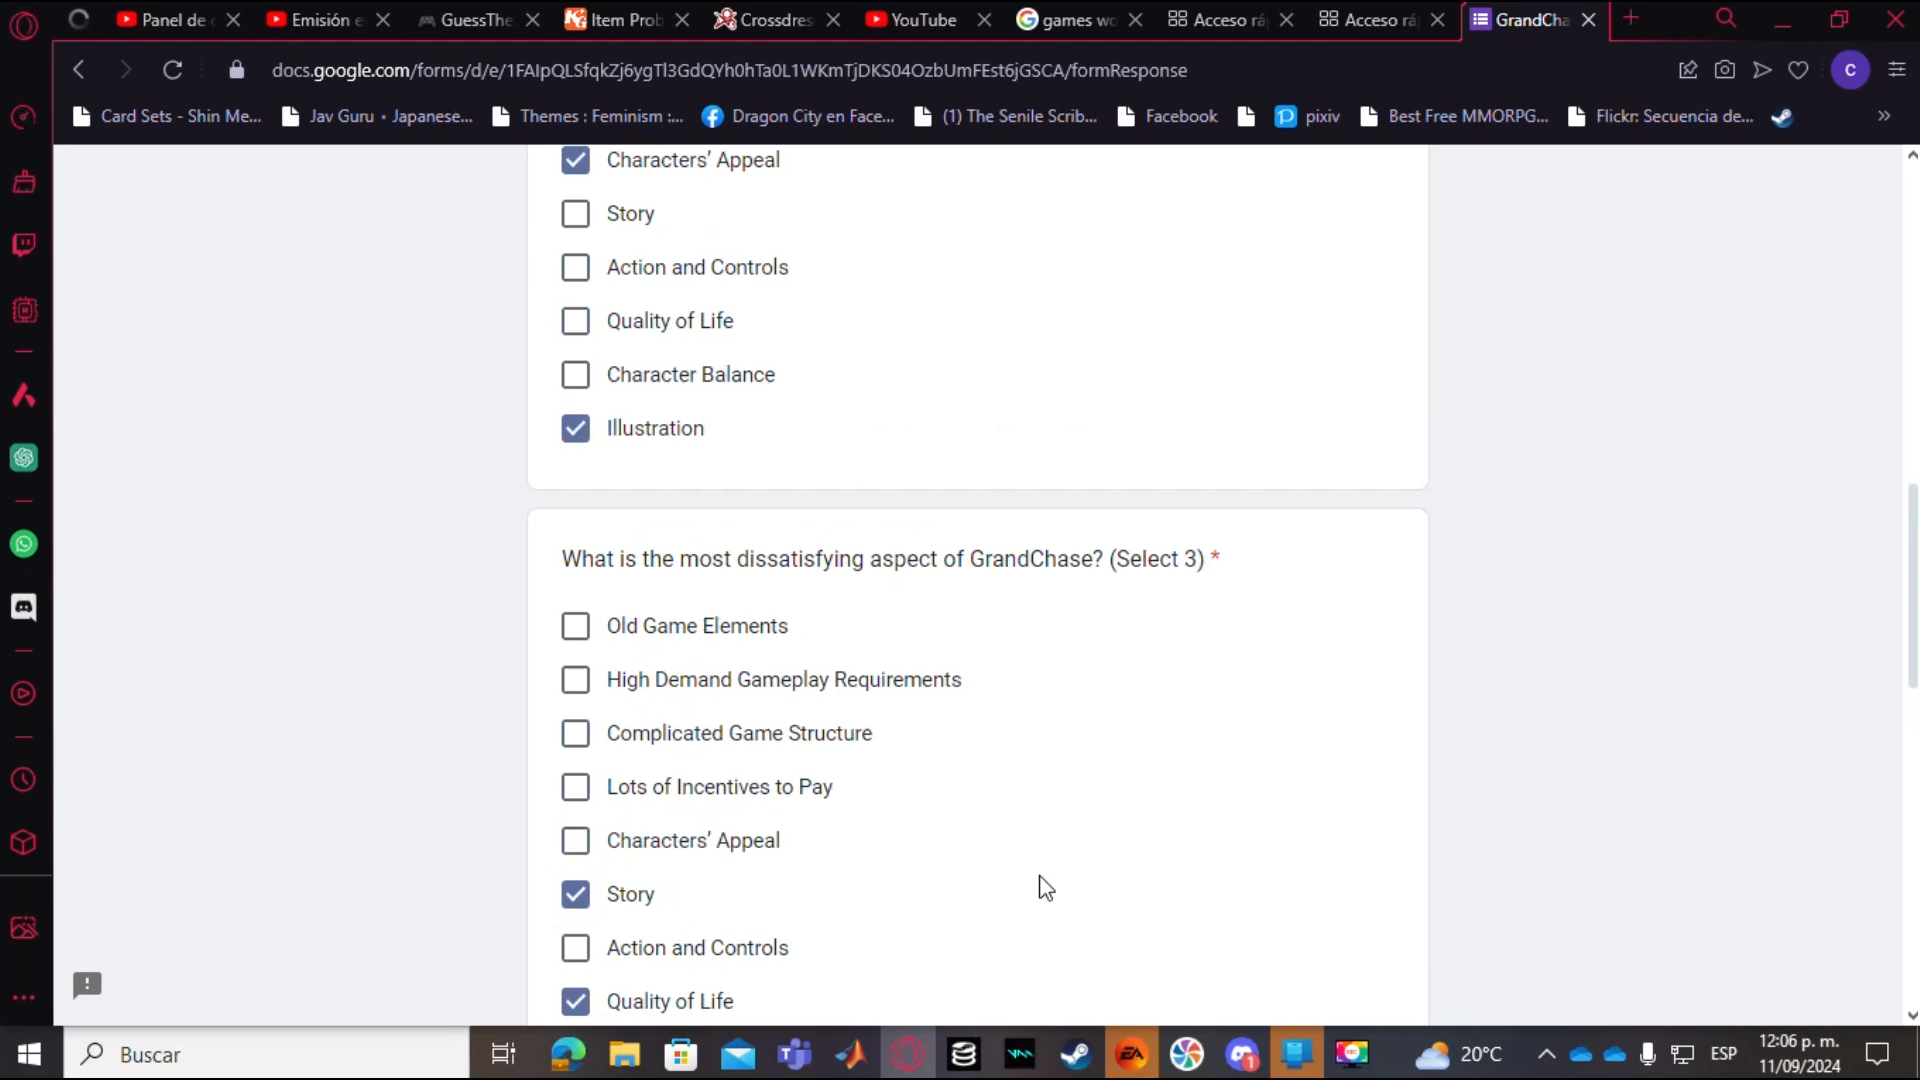 Panel de
Emisión e
GuessThe
Item Prob
Crossdres
YouTube
games wo
Acceso rá
Acceso rá
GrandCha
docs.google.com/forms/d/e/1FAIpQLSfqkZj6ygTl3GdQYh0hTa0L1WKmTjDKS04OzbUmFEst6jGSCA/formResponse
C
Card Sets - Shin Me...
Jav Guru • Japanese...
Themes : Feminism :...
Dragon City en Face...
(1) The Senile Scrib...
Facebook
pixiv
Best Free MMORPG...
Flickr: Secuencia de...
Characters’ Appeal
Story
Action and Controls
Quality of Life
Character Balance
Illustration
What is the most dissatisfying aspect of GrandChase? (Select 3) *
Old Game Elements
High Demand Gameplay Requirements
Complicated Game Structure
Lots of Incentives to Pay
Characters’ Appeal
Story
Action and Controls
Quality of Life
Buscar
EA
1
20°C
ESP
12:06 p. m.
11/09/2024